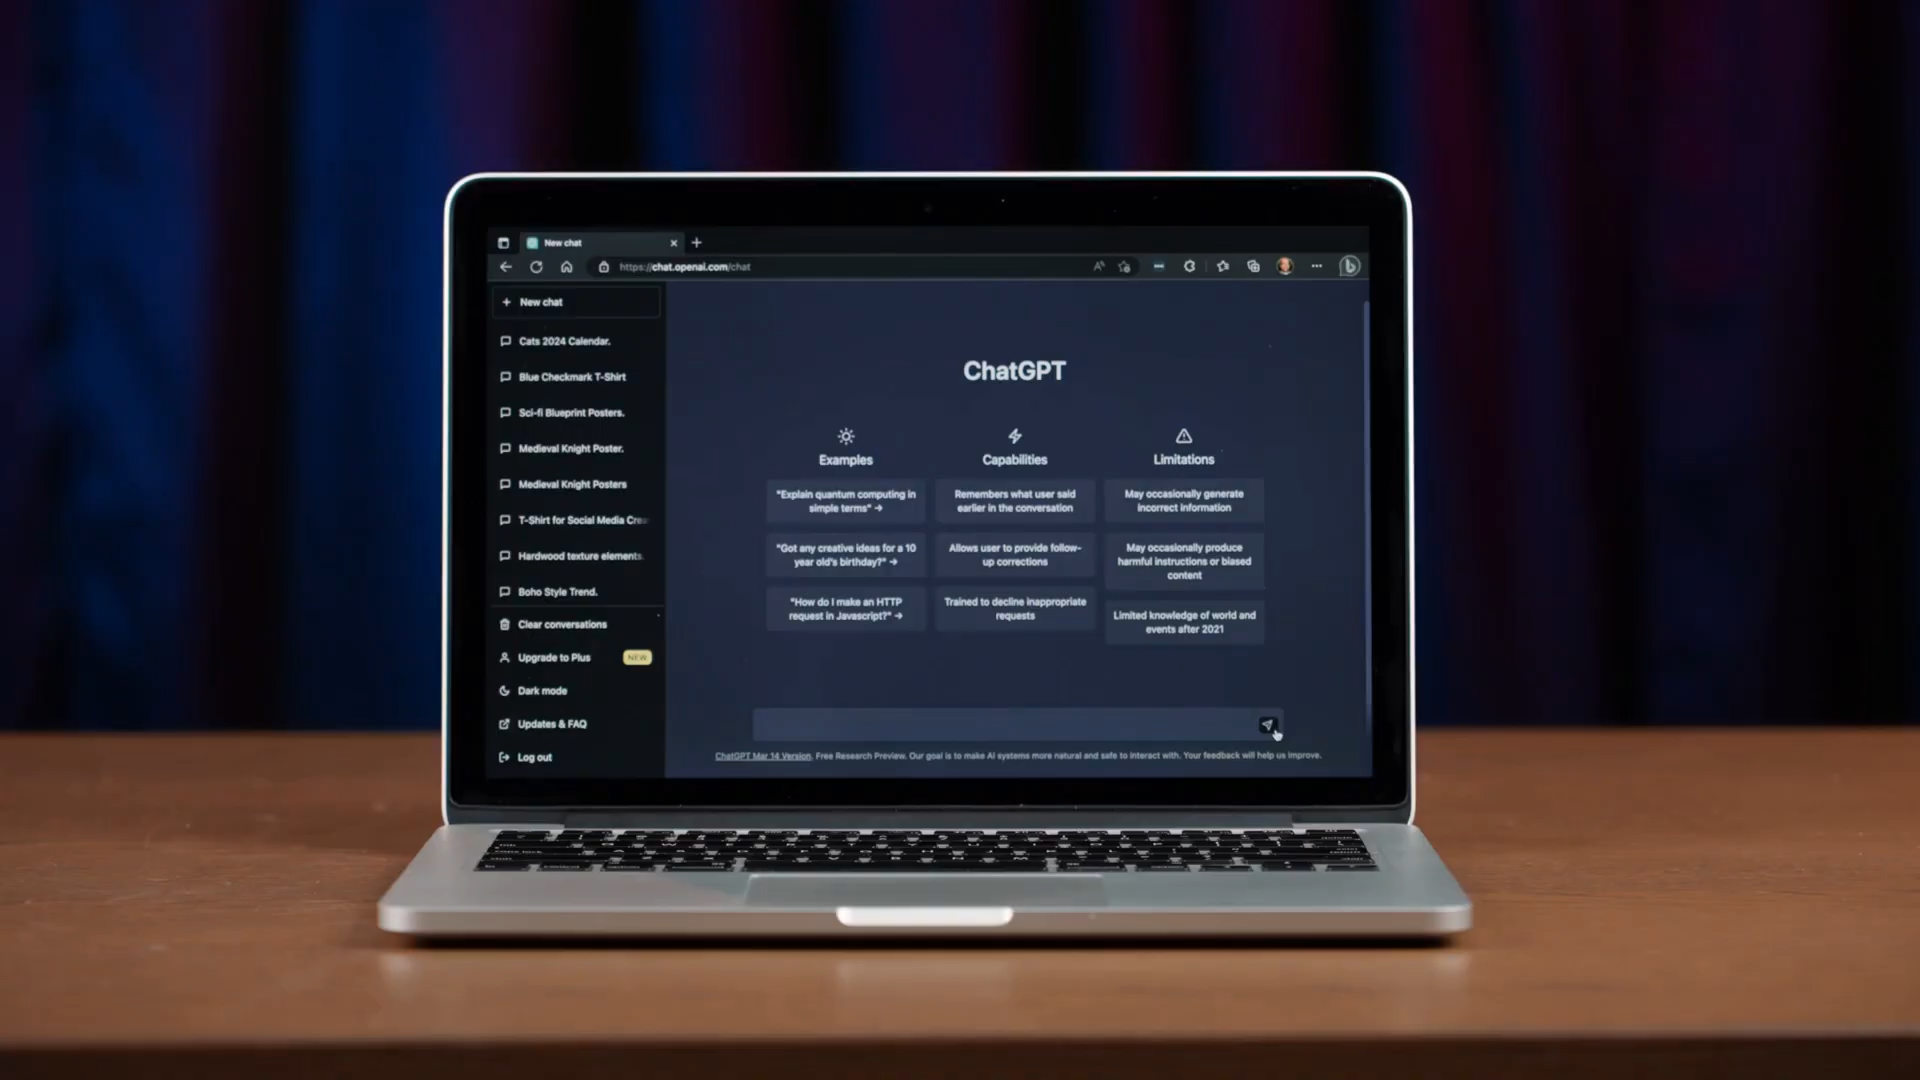 New chat
https://chat.openai.com/chat
New chat
Cats 2024 Calendar.
Blue Checkmark T-Shirt
Sci-fi Blueprint Posters.
Medieval Knight Poster.
Medieval Knight Posters
T-Shirt for Social Media Crea
Hardwood texture elements.
Boho Style Trend.
Clear conversations
Upgrade to Plus
NEW
Dark mode
Updates & FAQ
Log out
ChatGPT
Examples
"Explain quantum computing in
simple terms" →
"Got any creative ideas for a 10
year old's birthday?" →
"How do I make an HTTP
request in Javascript?" →
Capabilities
Remembers what user said
earlier in the conversation
Allows user to provide follow-
up corrections
Trained to decline inappropriate
requests
Limitations
May occasionally generate
incorrect information
May occasionally produce
harmful instructions or biased
content
Limited knowledge of world and
events after 2021
ChatGPT Mar 14 Version. Free Research Preview. Our goal is to make AI systems more natural and safe to interact with. Your feedback will help us improve.